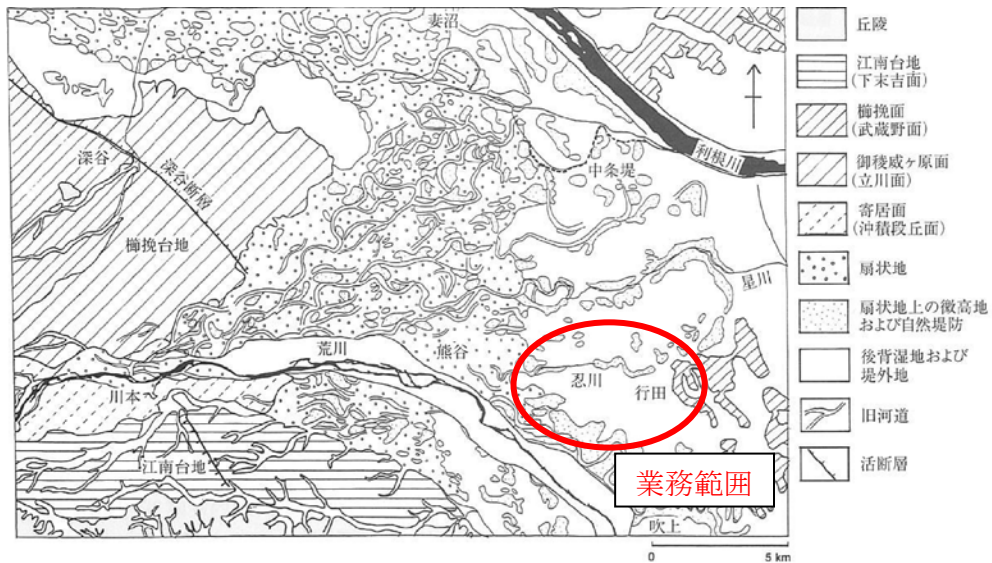 妻沼
利根川
深谷
深谷断層
中条堤
櫛挽台地
星川
荒川
熊谷
忍川
行田
川本
江南台地
業務範囲
吹上
0
5 km
丘陵
江南台地
(下末吉面)
櫛挽面
(武蔵野面)
御稜威ヶ原面
(立川面)
寄居面
(沖積段丘面)
扇状地
扇状地上の微高地
および自然堤防
後背湿地および
堤外地
旧河道
活断層